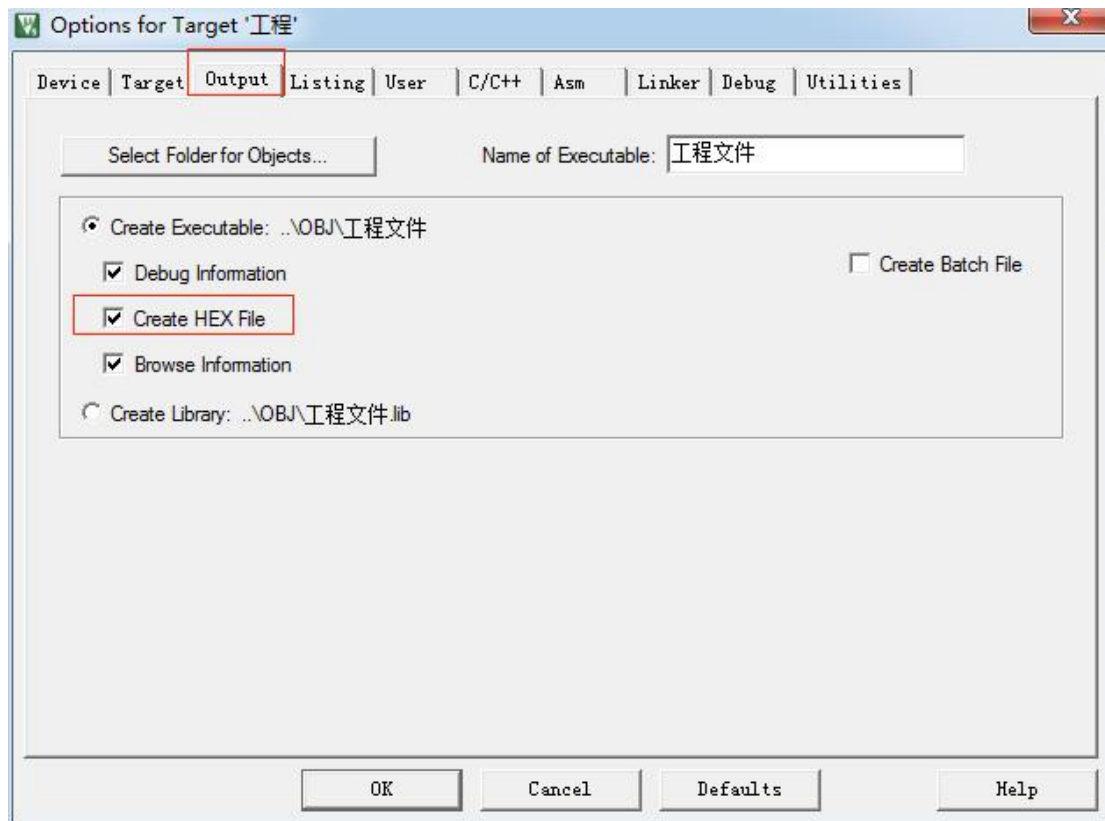 Options for Target '工程'
Device Target Output Listing User C/C++ Asm Linker Debug Utilities
Select Folder for Objects... Name of Executable: 工程文件
Create Executable: ..\OBJ\工程文件
Debug Information Create Batch File
Create HEX File
Browse Information
Create Library: ..\OBJ\工程文件.lib
OK Cancel Defaults Help